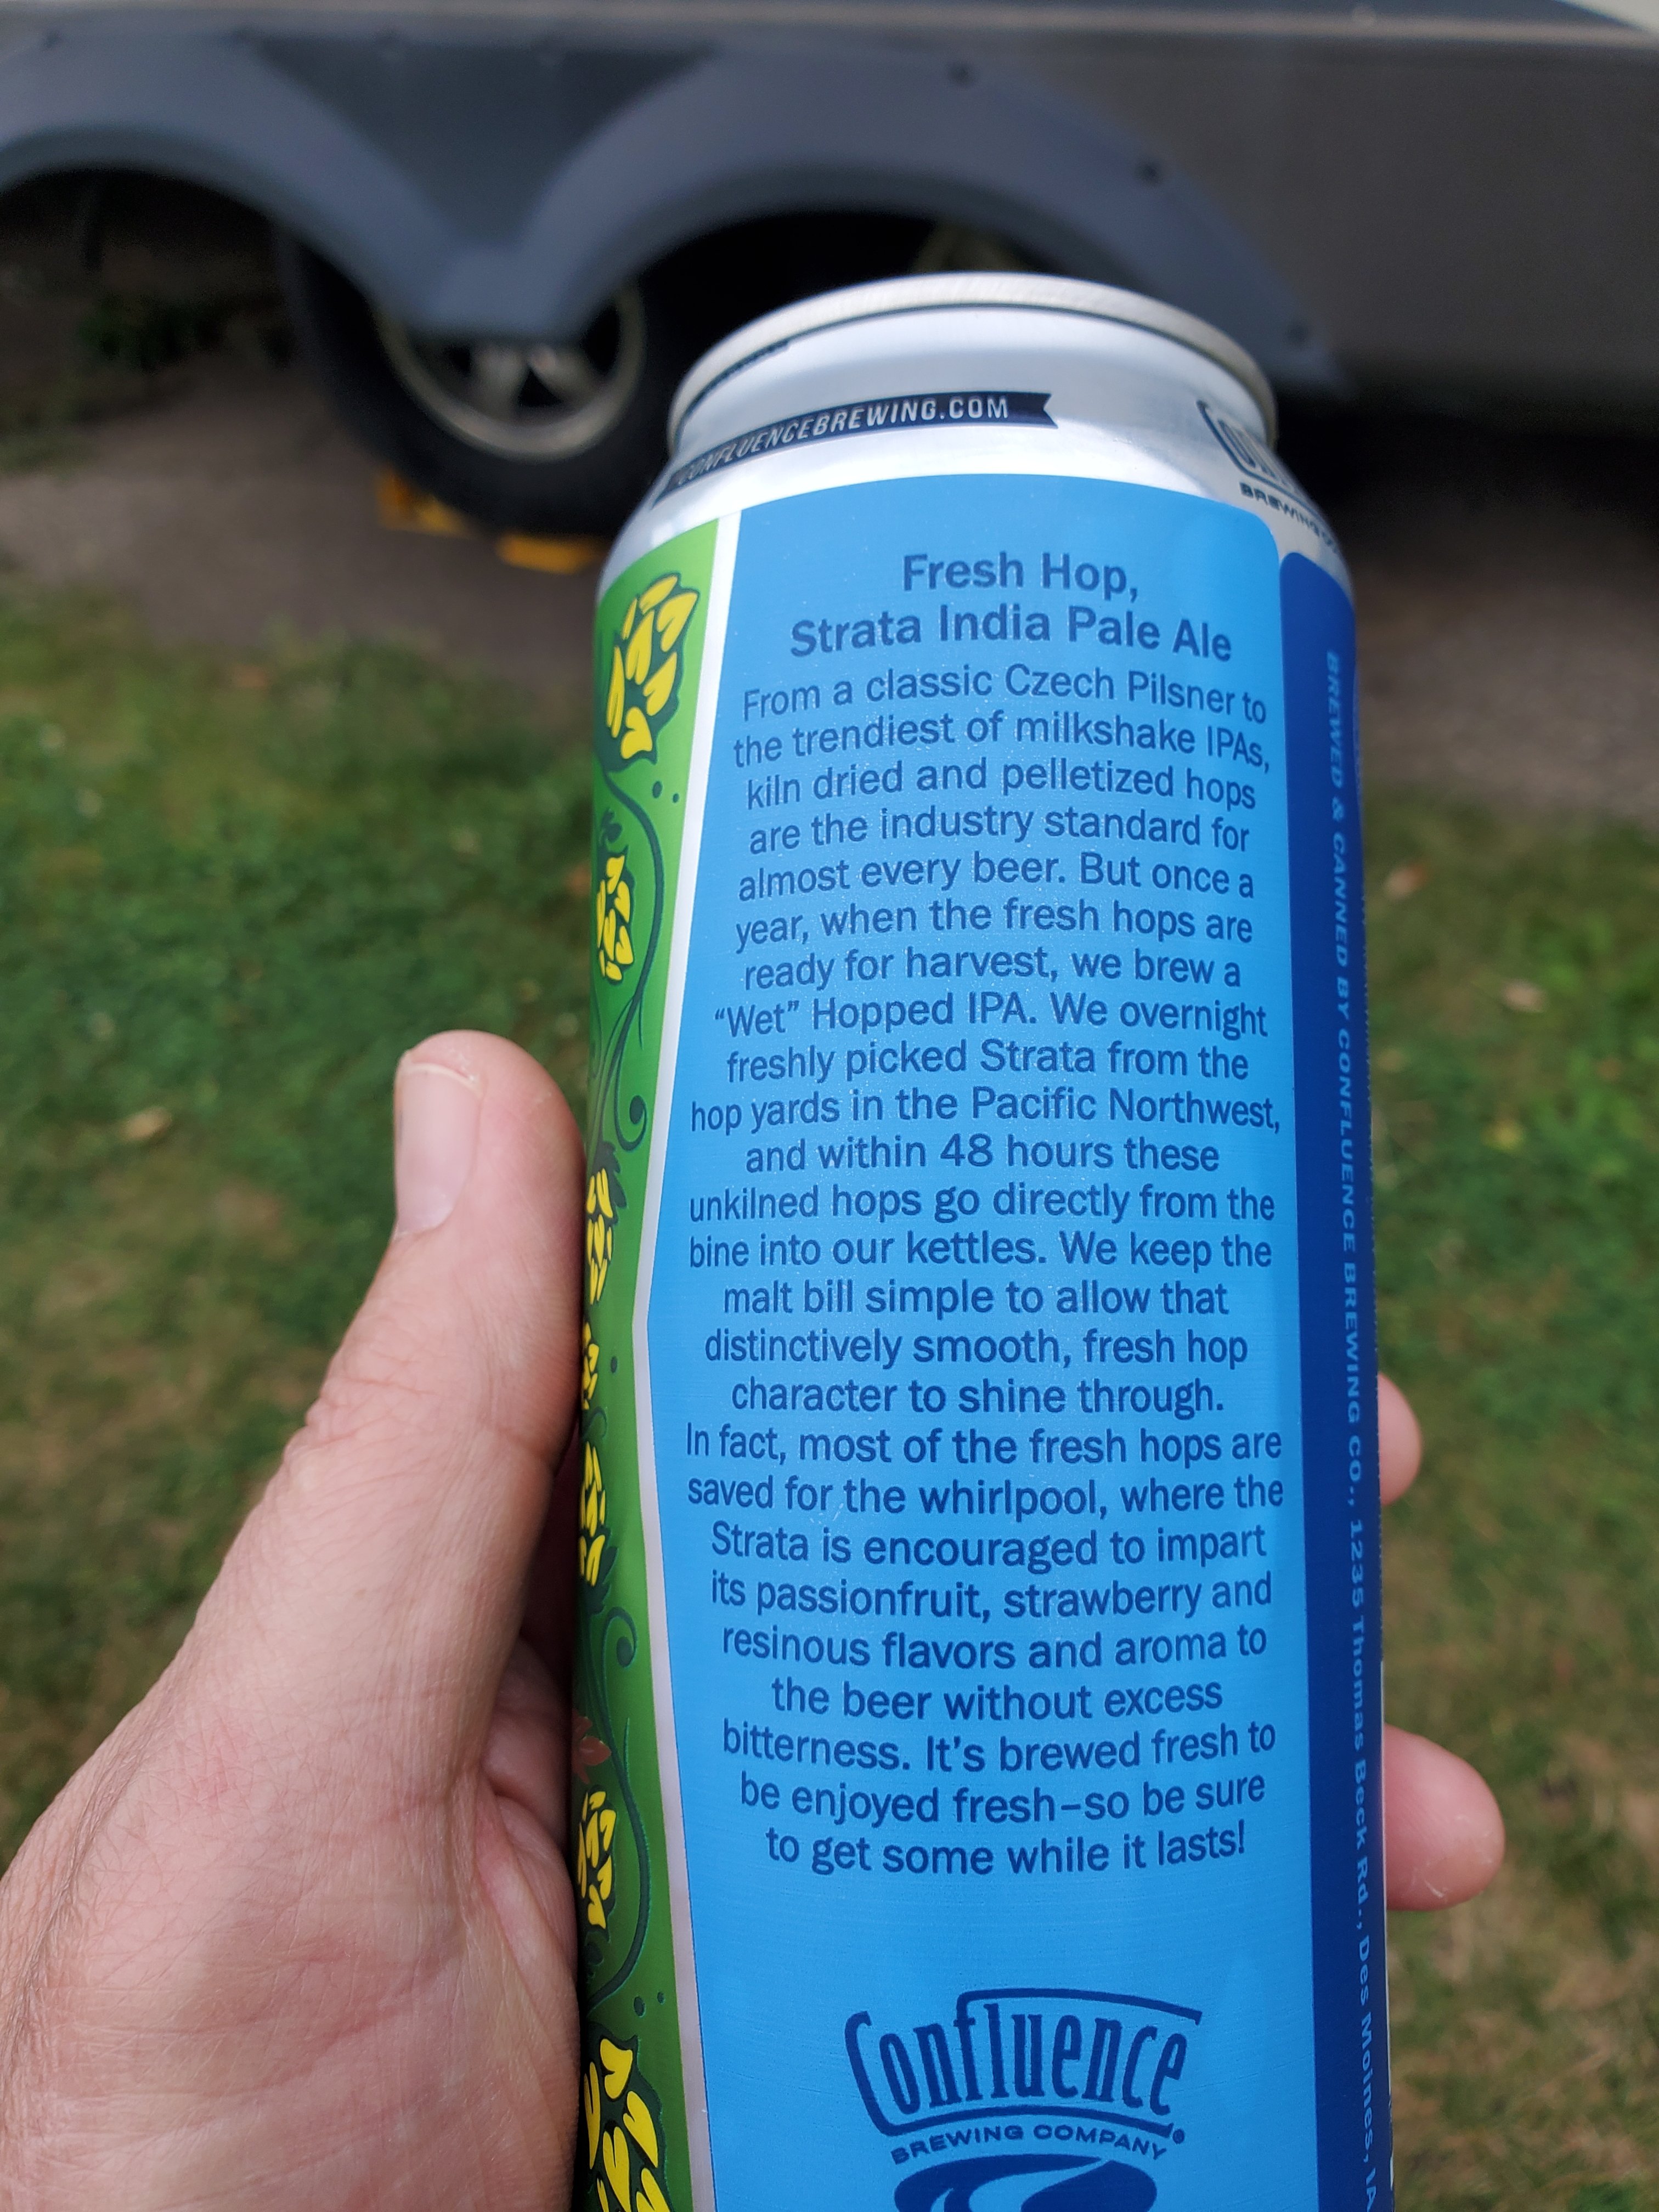 CONFLUENCEBREWING.COM
BREWING
Fresh Hop,
Strata India Pale Ale
From a classic Czech Pilsner to
the trendiest of milkshake IPAs,
kiln dried and pelletized hops
are the industry standard for
almost every beer. But once a
year, when the fresh hops are
ready for harvest, we brew a
“Wet” Hopped IPA. We overnight
freshly picked Strata from the
hop yards in the Pacific Northwest,
and within 48 hours these
unkilned hops go directly from the
bine into our kettles. We keep the
malt bill simple to allow that
distinctively smooth, fresh hop
character to shine through.
In fact, most of the fresh hops are
saved for the whirlpool, where the
Strata is encouraged to impart
its passionfruit, strawberry and
resinous flavors and aroma to
the beer without excess
bitterness. It’s brewed fresh to
be enjoyed fresh–so be sure
to get some while it lasts!
Confluence
BREWING COMPANY
BREWED & CANNED BY CONFLUENCE BREWING CO., 1235 Thomas Beck Rd., Des Moines, IA